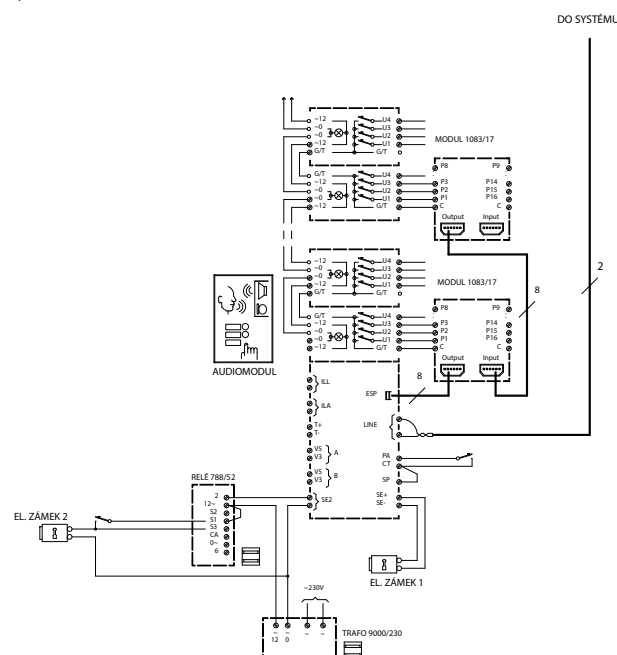 DO SYSTÉMU
~12
~0
~0
~12
G/T
U4
U3
U2
U1
MODUL 1083/17
G/T
~12
~0
~0
~12
U4
U3
U2
U1
G/T
P8
P9
P3
P2
P1
C
P14
P15
P16
C
Output
Input
~12
~0
~0
~12
G/T
U4
U3
U2
U1
G/T
MODUL 1083/17
8
2
G/T
~12
~0
~0
~12
U4
U3
U2
U1
G/T
P8
P9
P3
P2
P1
C
P14
P15
P16
C
Output
Input
AUDIOMODUL
8
ILL
ESP
ILA
T+
T-
LINE
V5
V3
A
PA
CT
V5
V3
B
SP
SE2
SE+
SE-
RELÉ 788/52
2
12~
S2
S1
S3
CA
0~
6
EL. ZÁMEK 2
EL. ZÁMEK 1
~230V
~
12
~
0
~
~
TRAFO 9000/230